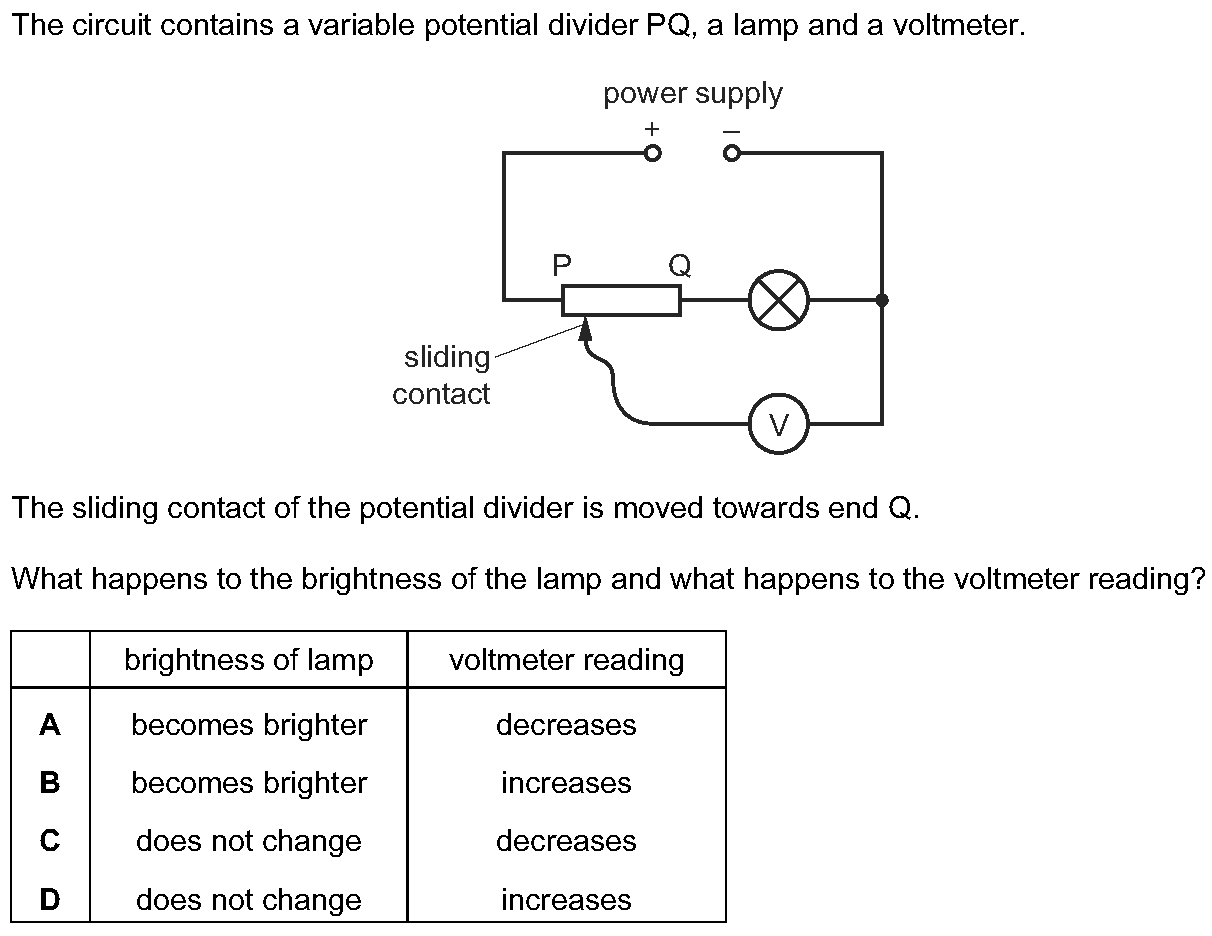 The circuit contains a variable potential divider PQ, a lamp and a voltmeter.
power supply
+ –
P Q
sliding
contact
V
The sliding contact of the potential divider is moved towards end Q.
What happens to the brightness of the lamp and what happens to the voltmeter reading?
brightness of lamp voltmeter reading
A becomes brighter decreases
B becomes brighter increases
C does not change decreases
D does not change increases